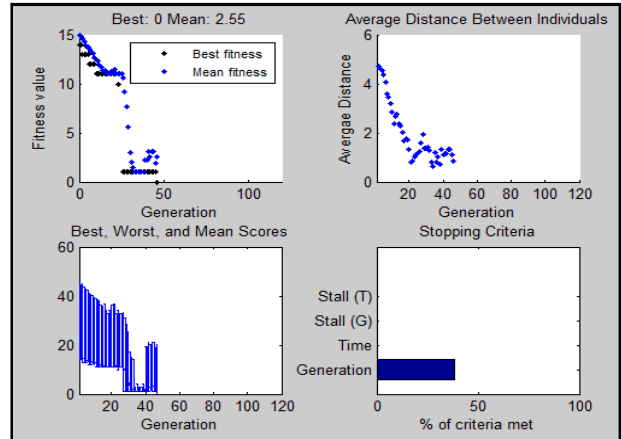 Best: 0 Mean: 2.55
15
10
5
0
Fitness value
Best fitness
Mean fitness
0
50
100
Generation
Average Distance Between Individuals
6
4
2
0
Avergae Distance
0
20
40
60
80
100
120
Generation
Best, Worst, and Mean Scores
60
40
20
0
20
40
60
80
100
120
Generation
Stopping Criteria
Stall (T)
Stall (G)
Time
Generation
0
50
100
% of criteria met